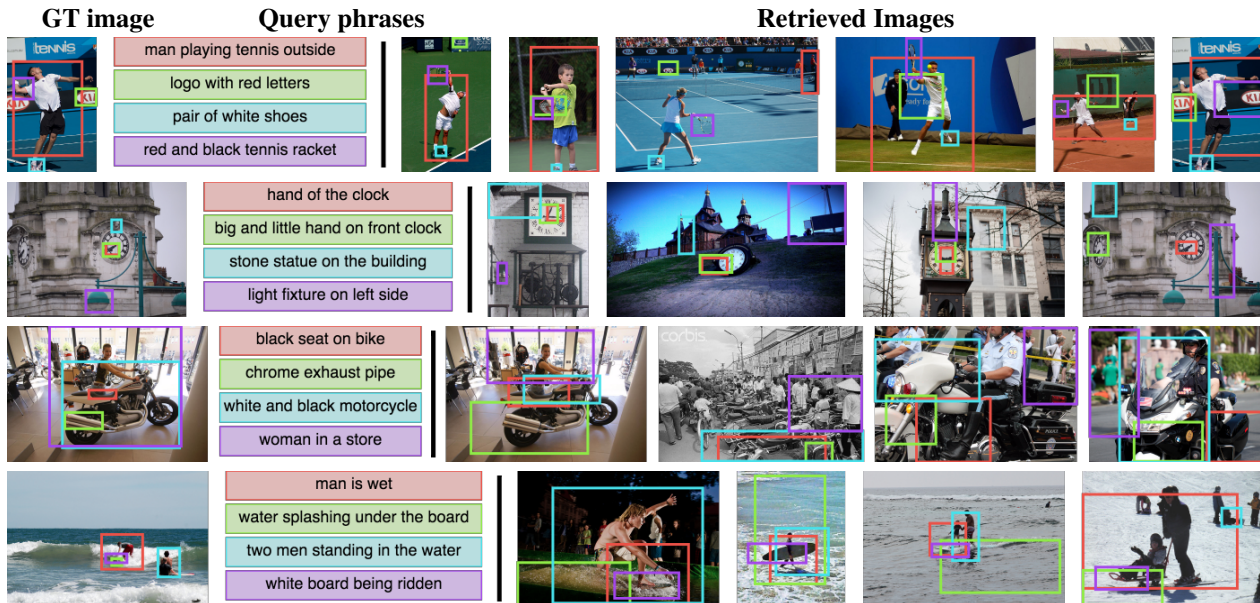 GT image
Query phrases
Retrieved Images
tennis
KIA
man playing tennis outside
logo with red letters
pair of white shoes
red and black tennis racket
tennis
KIA
hand of the clock
big and little hand on front clock
stone statue on the building
light fixture on left side
black seat on bike
chrome exhaust pipe
white and black motorcycle
woman in a store
corbis
man is wet
water splashing under the board
two men standing in the water
white board being ridden